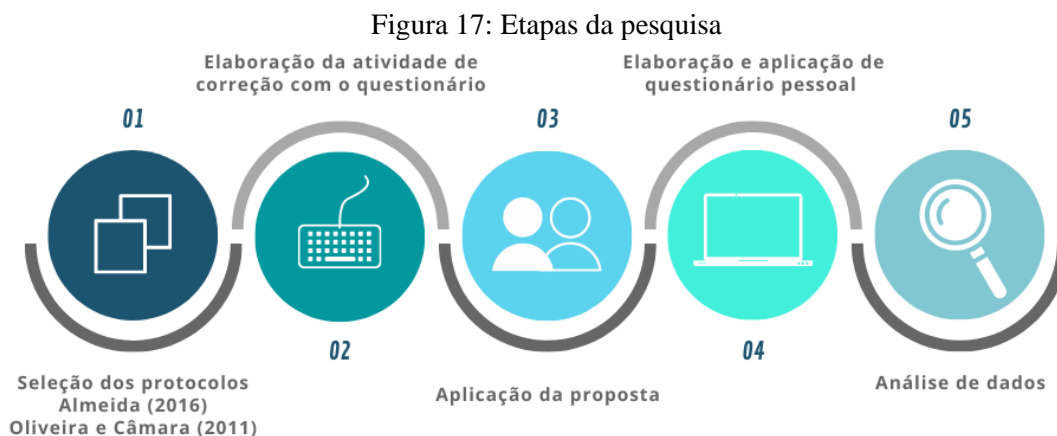 Figura 17: Etapas da pesquisa
Elaboração da atividade de
correção com o questionário
Elaboração e aplicação de
questionário pessoal
01
03
05
02
04
Seleção dos protocolos
Almeida (2016)
Oliveira e Câmara (2011)
Aplicação da proposta
Análise de dados